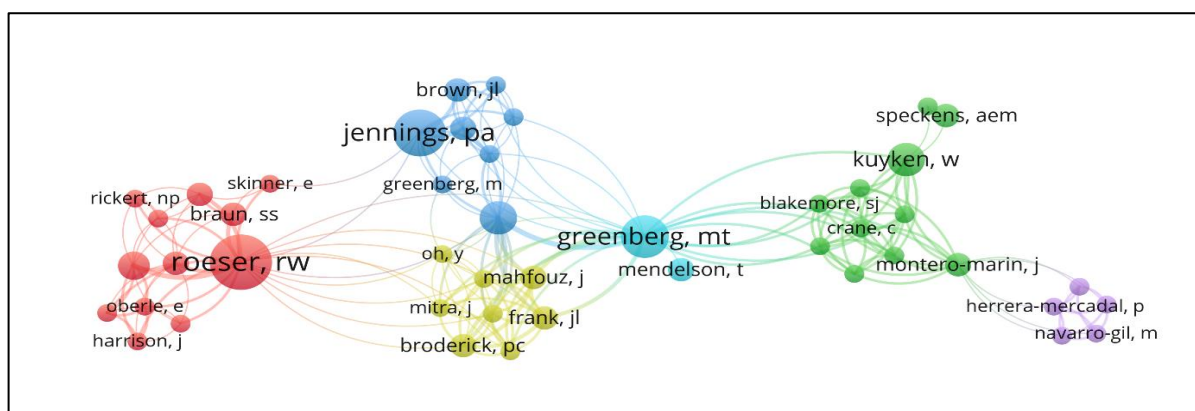 brown, jl
jennings, pa
greenberg, m
skinner, e
rickert, np
braun, ss
roeser, rw
oberle, e
harrison, j
oh, y
mahfouz, j
mitra, j
frank, jl
broderick, pc
greenberg, mt
mendelson, t
speckens, aem
kuyken, w
blakemore, sj
crane, c
montero-marin, j
herrera-mercadal, p
navarro-gil, m